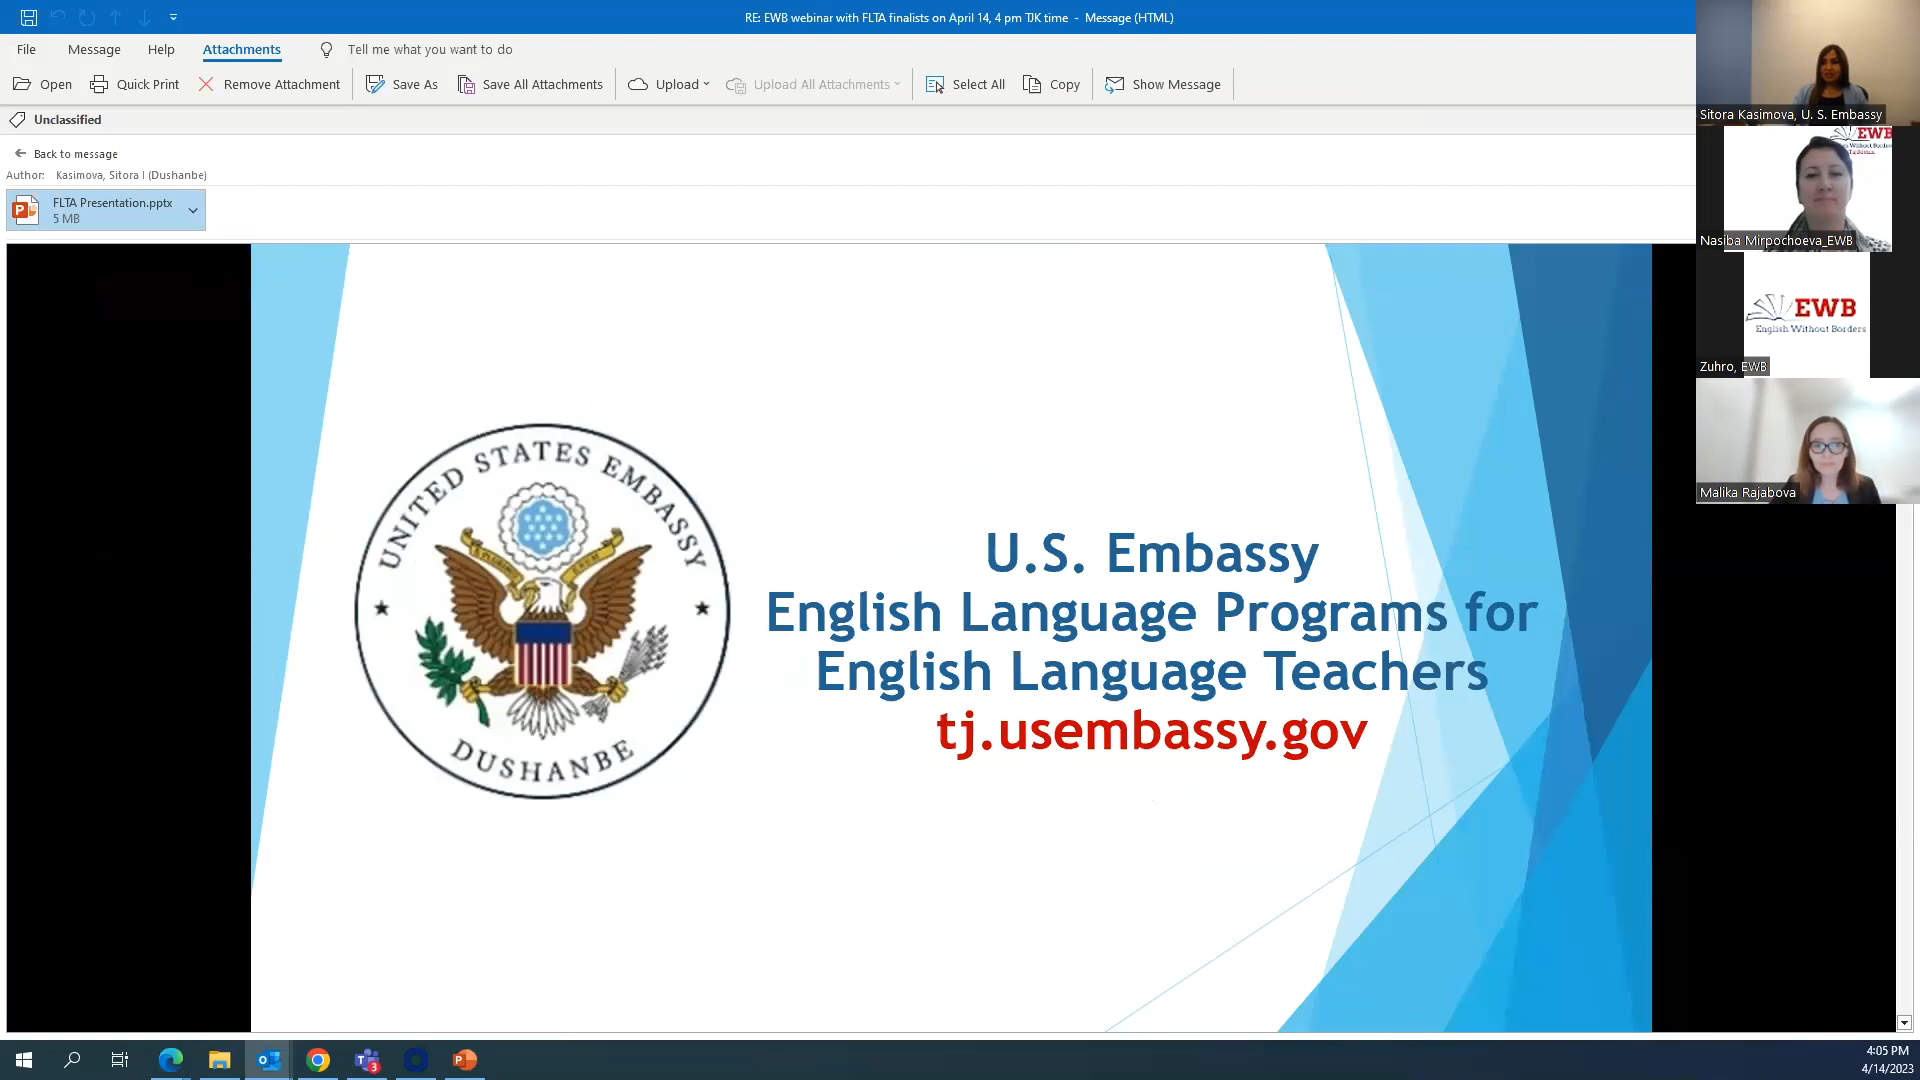 RE: EWB webinar with FLTA finalists on April 14, 4 pm TJK time - Message (HTML)
File Message Help Attachments Tell me what you want to do
Open Quick Print Remove Attachment Save As Save All Attachments Upload Upload All Attachments Select All Copy Show Message
Unclassified
Back to message
Author: Kasimova, Sitora I (Dushanbe)
FLTA Presentation.pptx
5 MB
UNITED STATES EMBASSY
DUSHANBE
U.S. Embassy
English Language Programs for
English Language Teachers
tj.usembassy.gov
Sitora Kasimova, U. S. Embassy
EWB
Nasiba Mirpochoeva_EWB
EWB
English Without Borders
Zuhro, EWB
Malika Rajabova
4:05 PM
4/14/2023